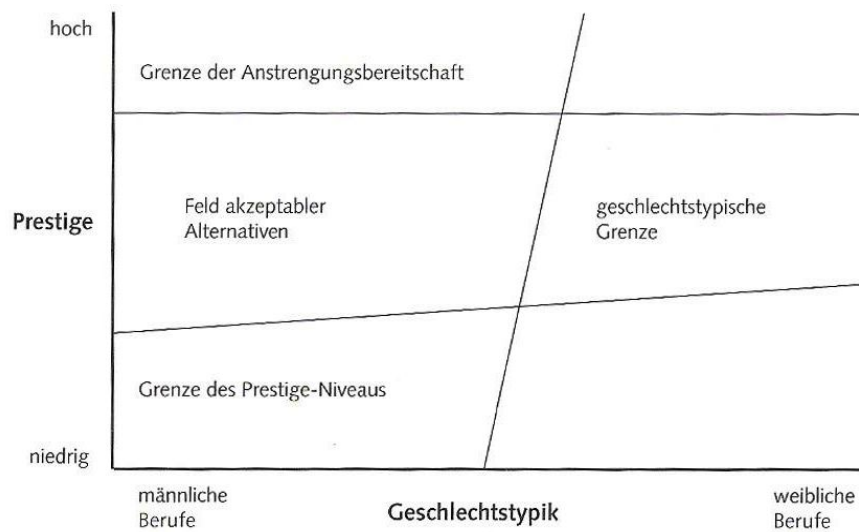 hoch
Grenze der Anstrengungsbereitschaft
Prestige
Feld akzeptabler
Alternativen
geschlechtstypische
Grenze
Grenze des Prestige-Niveaus
niedrig
männliche
Berufe
Geschlechtstypik
weibliche
Berufe